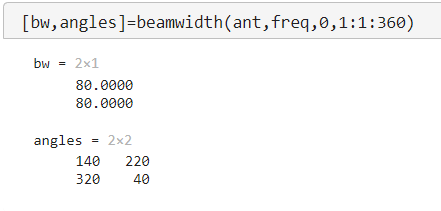 [bw,angles]=beamwidth(ant,freq,0,1:1:360)
bw = 2×1
80.0000
80.0000
angles = 2×2
140 220
320 40